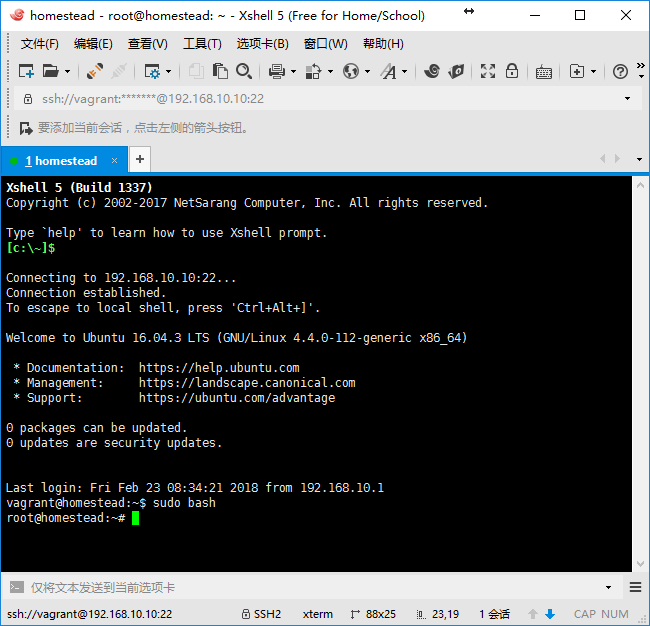 homestead - root@homestead: ~ - Xshell 5 (Free for Home/School)
文件(F) 编辑(E) 查看(V) 工具(T) 选项卡(B) 窗口(W) 帮助(H)
ssh://vagrant:*******@192.168.10.10:22
要添加当前会话，点击左侧的箭头按钮。
1 homestead × +
Xshell 5 (Build 1337)
Copyright (c) 2002-2017 NetSarang Computer, Inc. All rights reserved.
Type `help' to learn how to use Xshell prompt.
[c:\~]$
Connecting to 192.168.10.10:22...
Connection established.
To escape to local shell, press 'Ctrl+Alt+]'.
Welcome to Ubuntu 16.04.3 LTS (GNU/Linux 4.4.0-112-generic x86_64)
* Documentation:  https://help.ubuntu.com
* Management:     https://landscape.canonical.com
* Support:        https://ubuntu.com/advantage
0 packages can be updated.
0 updates are security updates.
Last login: Fri Feb 23 08:34:21 2018 from 192.168.10.1
vagrant@homestead:~$ sudo bash
root@homestead:~#
仅将文本发送到当前选项卡
ssh://vagrant@192.168.10.10:22 SSH2 xterm 88x25 23,19 1 会话 CAP NUM